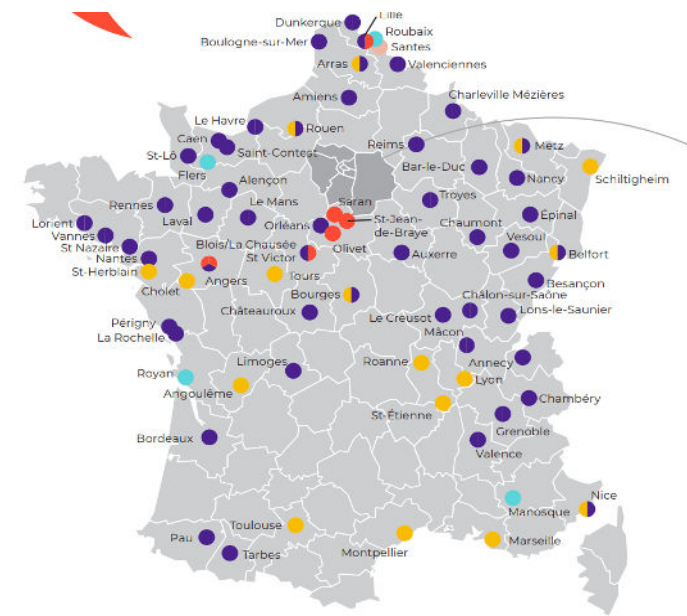 Dunkerque
Lille
Roubaix
Boulogne-sur-Mer
Santes
Arras
Valenciennes
Amiens
Charleville Mézières
Le Havre
Rouen
Caen
Saint-Contest
Reims
Metz
St-Lô
Flers
Bar-le-Duc
Nancy
Schiltigheim
Alençon
Rennes
Le Mans
Saran
Troyes
Lorient
Laval
Orléans
St-Jean-
de-Braye
Chaumont
Épinal
Vannes
St Nazaire
Blois/La Chausée
St Victor
Olivet
Vesoul
Nantes
Auxerre
Belfort
St-Herblain
Angers
Tours
Cholet
Besançon
Bourges
Châlon-sur-Saône
Châteauroux
Le Creusot
Lons-le-Saunier
Périgny
La Rochelle
Mâcon
Limoges
Roanne
Annecy
Royan
Lyon
Angoulême
Chambéry
St-Étienne
Grenoble
Bordeaux
Valence
Nice
Manosque
Toulouse
Pau
Montpellier
Marseille
Tarbes